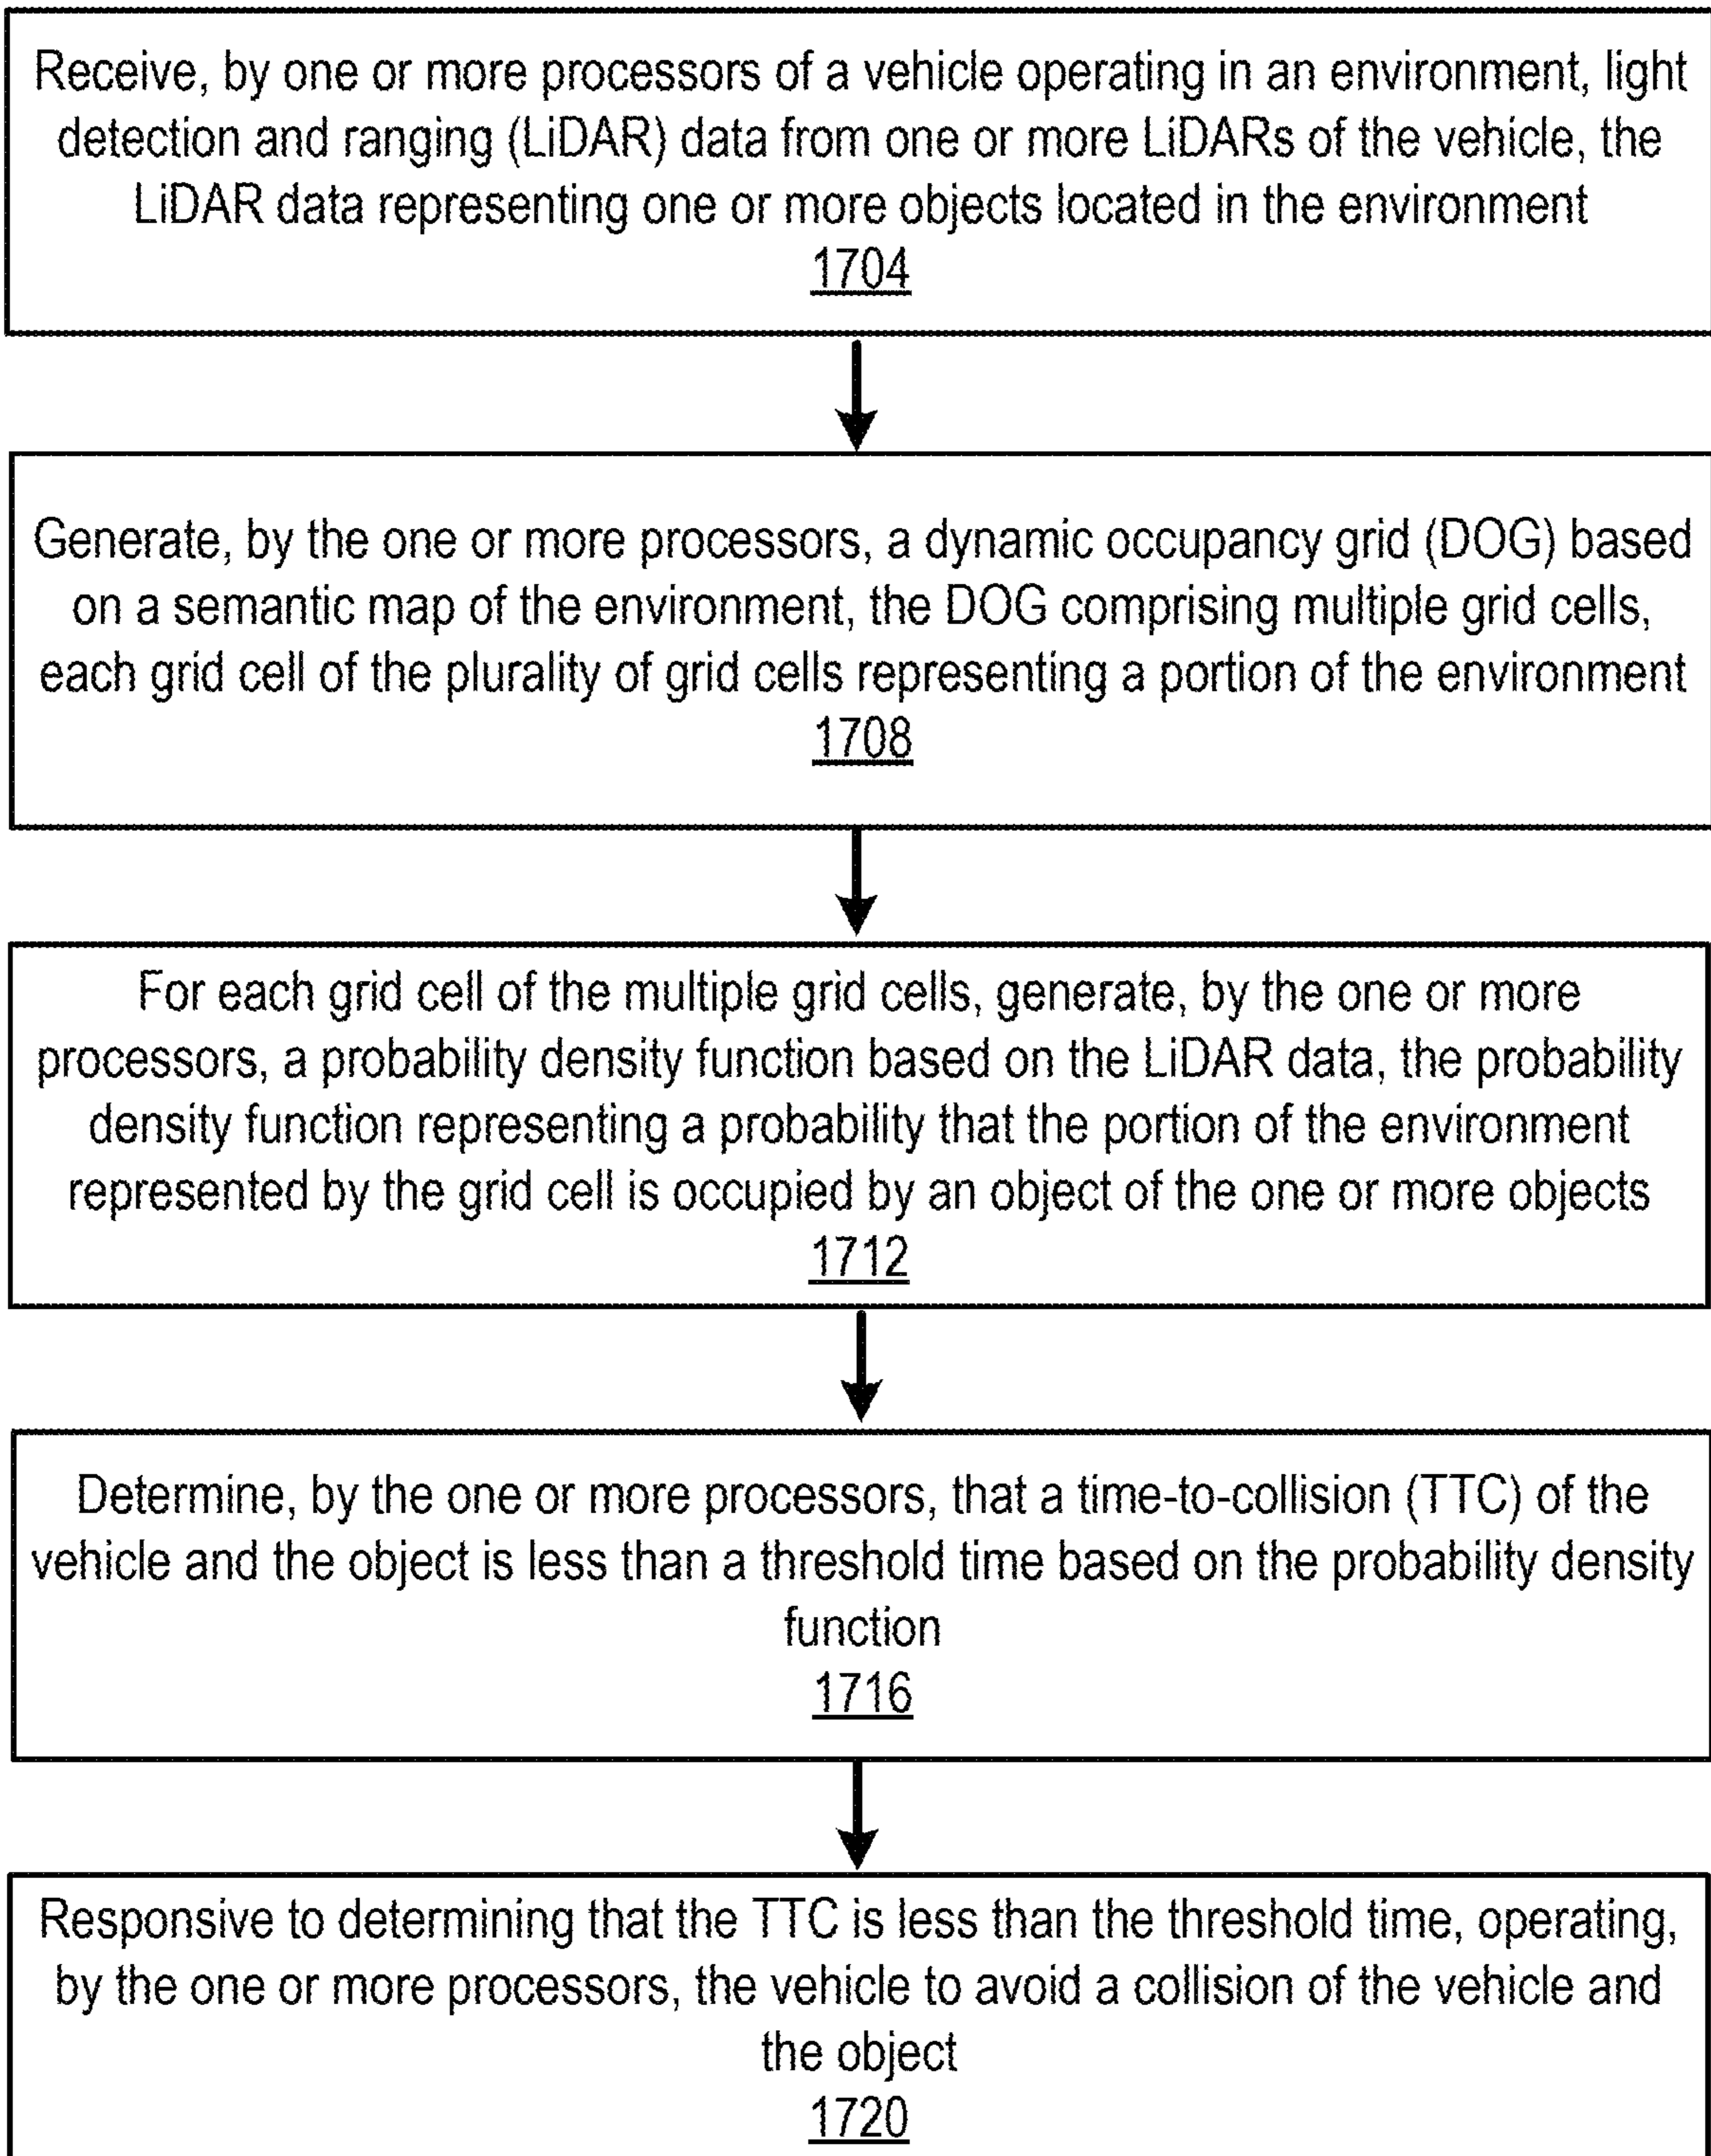 Receive, by one or more processors of a vehicle operating in an environment, light
detection and ranging (LiDAR) data from one or more LiDARs of the vehicle, the
LiDAR data representing one or more objects located in the environment
1704
Generate, by the one or more processors, a dynamic occupancy grid (DOG) based
on a semantic map of the environment, the DOG comprising multiple grid cells,
each grid cell of the plurality of grid cells representing a portion of the environment
1708
For each grid cell of the multiple grid cells, generate, by the one or more
processors, a probability density function based on the LiDAR data, the probability
density function representing a probability that the portion of the environment
represented by the grid cell is occupied by an object of the one or more objects
1712
Determine, by the one or more processors, that a time-to-collision (TTC) of the
vehicle and the object is less than a threshold time based on the probability density
function
1716
Responsive to determining that the TTC is less than the threshold time, operating,
by the one or more processors, the vehicle to avoid a collision of the vehicle and
the object
1720